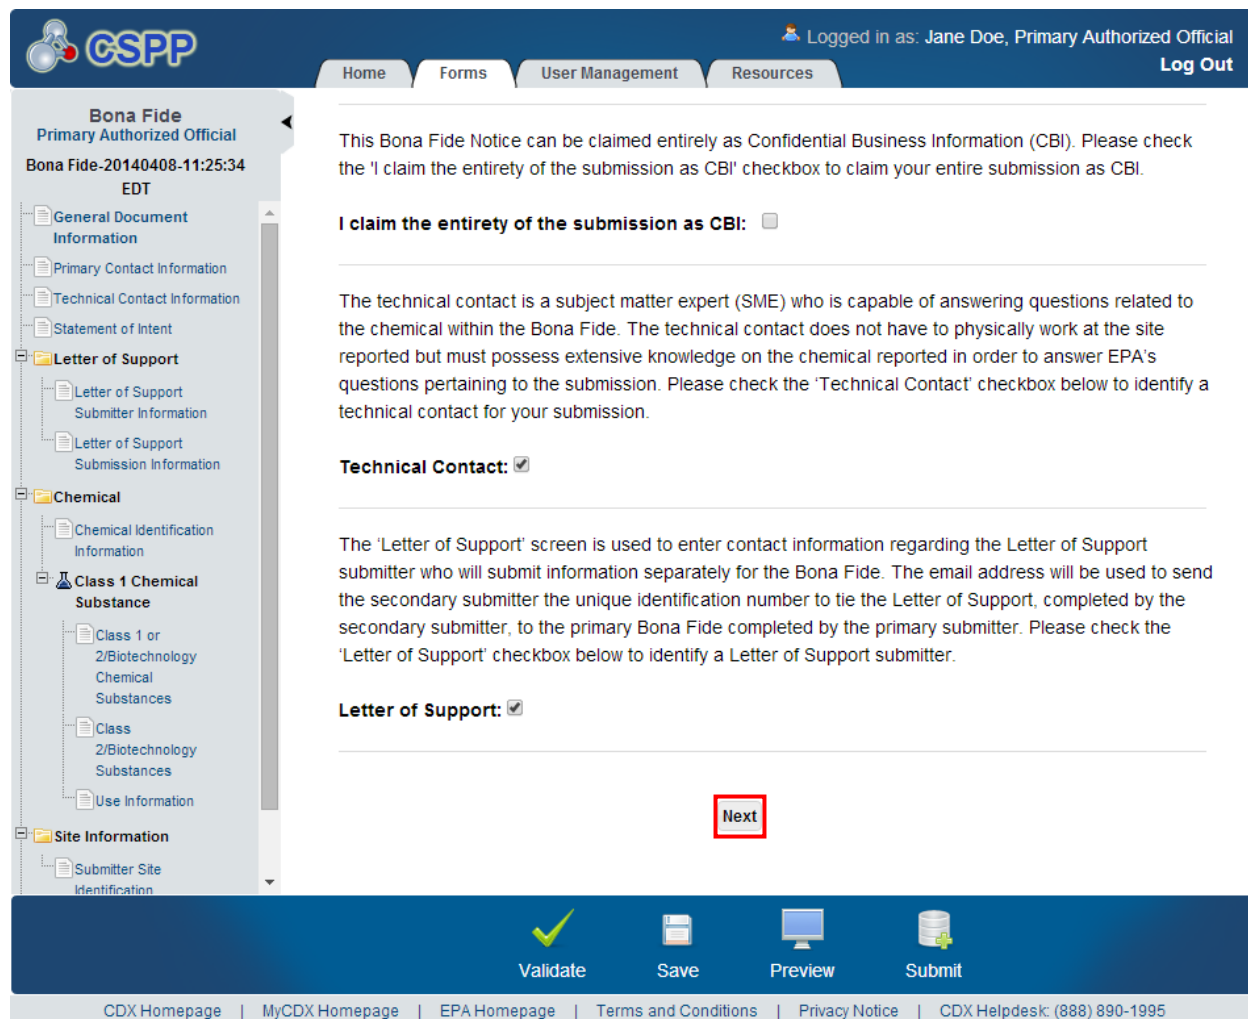 CSPP
Logged in as: Jane Doe, Primary Authorized Official
Log Out
Home
Forms
User Management
Resources
Bona Fide
Primary Authorized Official
Bona Fide-20140408-11:25:34
EDT
General Document
Information
Primary Contact Information
Technical Contact Information
Statement of Intent
Letter of Support
Letter of Support
Submitter Information
Letter of Support
Submission Information
Chemical
Chemical Identification
Information
Class 1 Chemical
Substance
Class 1 or
2/Biotechnology
Chemical
Substances
Class
2/Biotechnology
Substances
Use Information
Site Information
Submitter Site
Identification
This Bona Fide Notice can be claimed entirely as Confidential Business Information (CBI). Please check
the 'I claim the entirety of the submission as CBI' checkbox to claim your entire submission as CBI.
I claim the entirety of the submission as CBI:
The technical contact is a subject matter expert (SME) who is capable of answering questions related to
the chemical within the Bona Fide. The technical contact does not have to physically work at the site
reported but must possess extensive knowledge on the chemical reported in order to answer EPA's
questions pertaining to the submission. Please check the ‘Technical Contact’ checkbox below to identify a
technical contact for your submission.
Technical Contact:
The ‘Letter of Support’ screen is used to enter contact information regarding the Letter of Support
submitter who will submit information separately for the Bona Fide. The email address will be used to send
the secondary submitter the unique identification number to tie the Letter of Support, completed by the
secondary submitter, to the primary Bona Fide completed by the primary submitter. Please check the
‘Letter of Support’ checkbox below to identify a Letter of Support submitter.
Letter of Support:
Next
Validate
Save
Preview
Submit
CDX Homepage | MyCDX Homepage | EPA Homepage | Terms and Conditions | Privacy Notice | CDX Helpdesk: (888) 890-1995